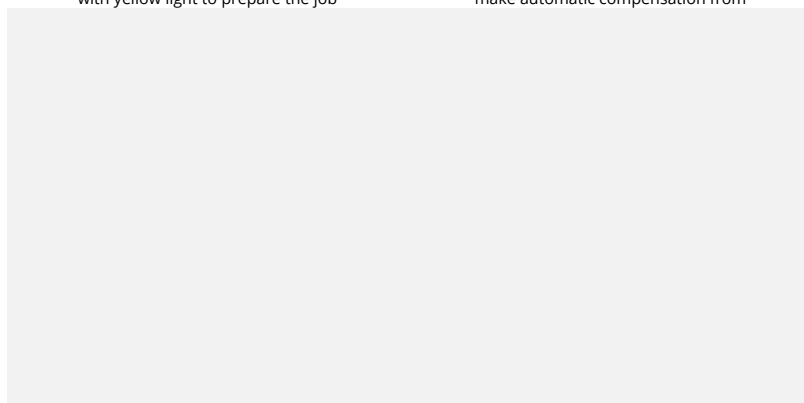 with yellow light to prepare the job
make automatic compensation from